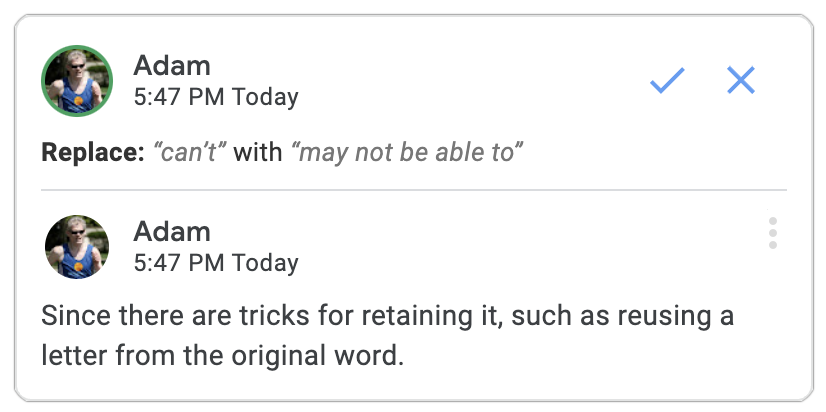 Adam
5:47 PM Today
Replace: “can’t” with “may not be able to”
Adam
5:47 PM Today
Since there are tricks for retaining it, such as reusing a
letter from the original word.